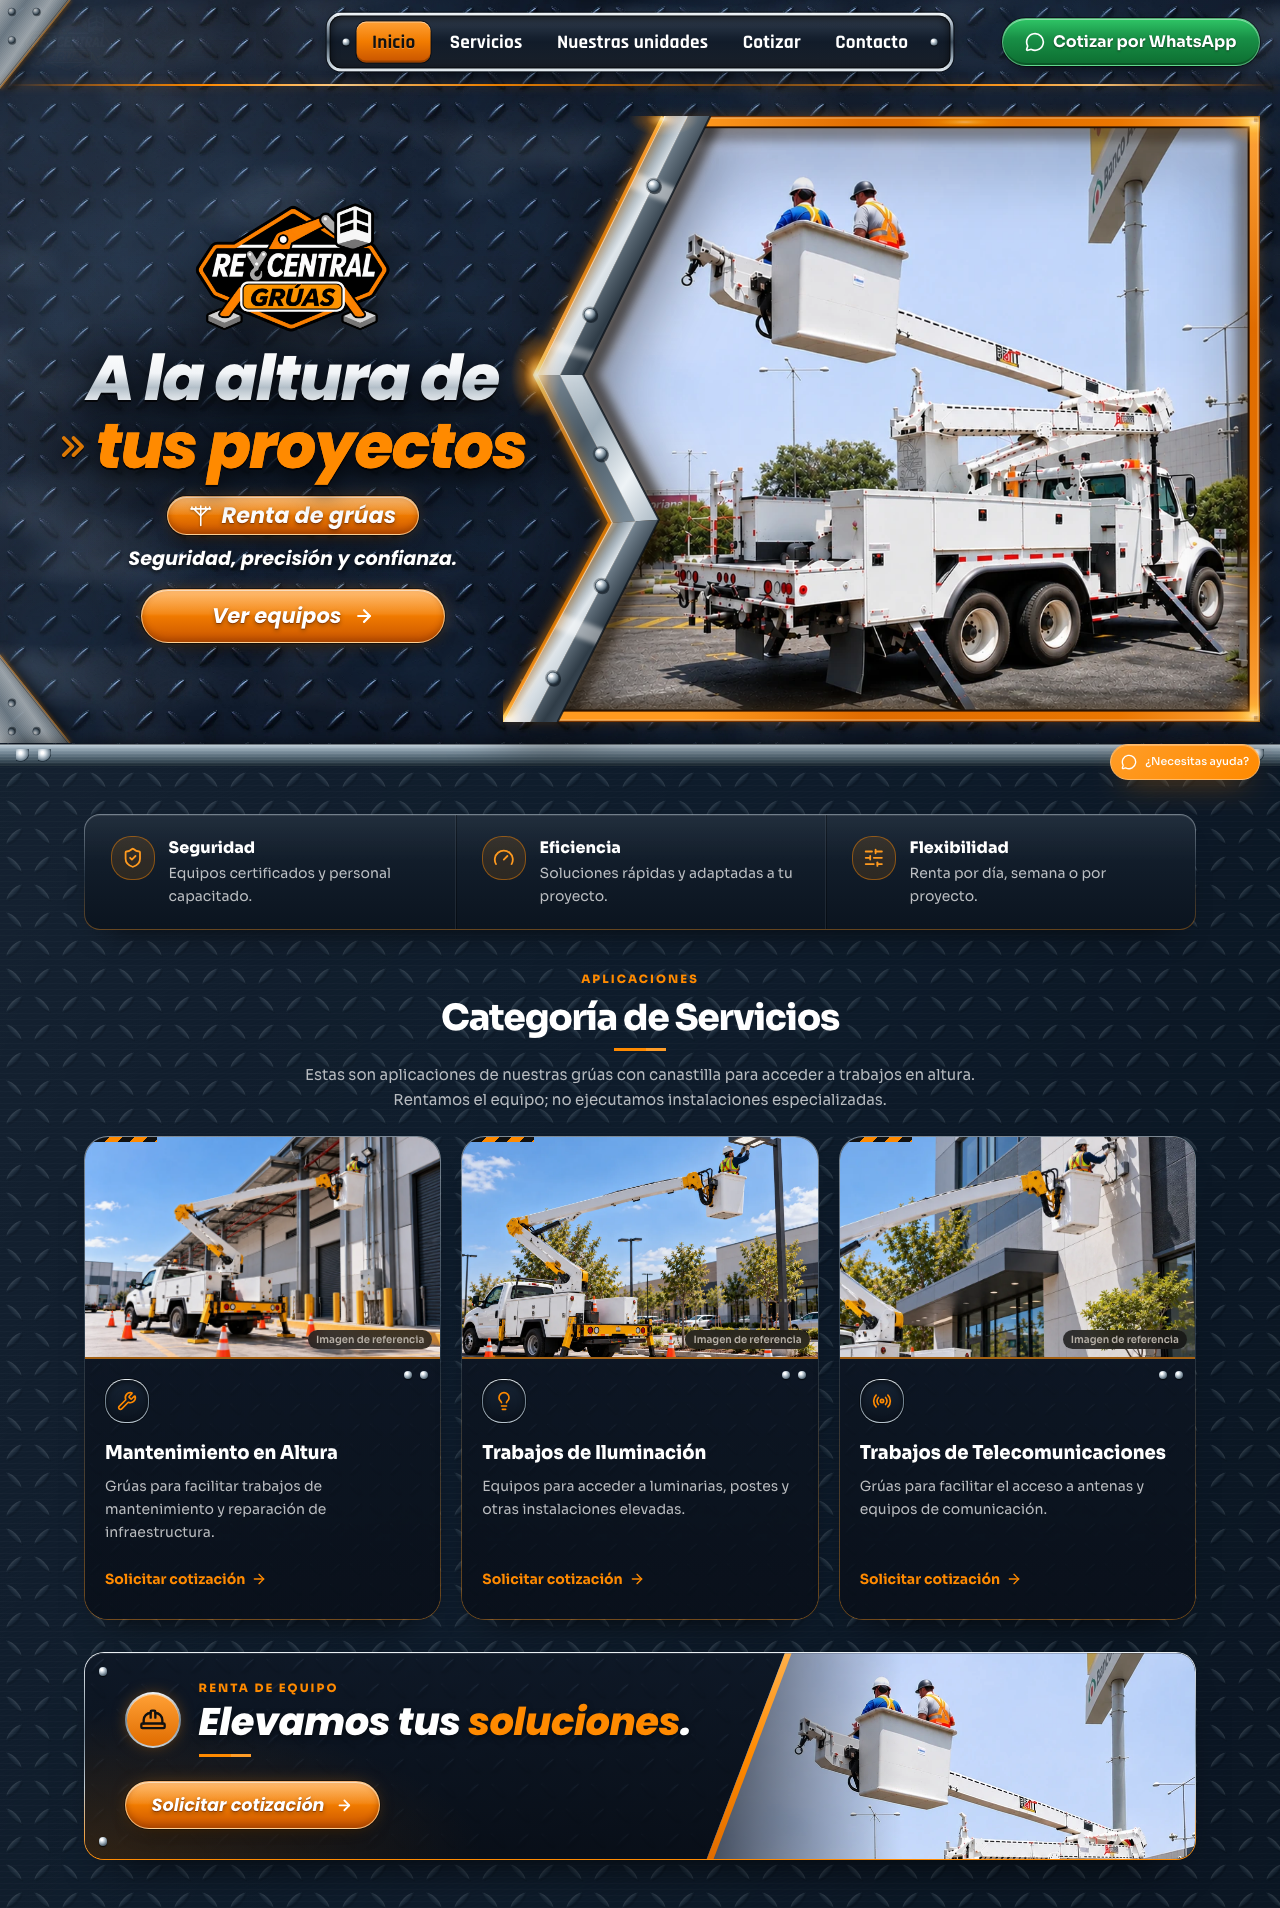 Inicio
Servicios
Nuestras unidades
Cotizar
Contacto
Cotizar por WhatsApp
REYCENTRAL
GRÚAS
A la altura de
» tus proyectos
Renta de grúas
Seguridad, precisión y confianza.
Ver equipos →
¿Necesitas ayuda?
Seguridad
Equipos certificados y personal
capacitado.
Eficiencia
Soluciones rápidas y adaptadas a tu
proyecto.
Flexibilidad
Renta por día, semana o por
proyecto.
APLICACIONES
Categoría de Servicios
Estas son aplicaciones de nuestras grúas con canastilla para acceder a trabajos en altura.
Rentamos el equipo; no ejecutamos instalaciones especializadas.
Imagen de referencia
Imagen de referencia
Imagen de referencia
Mantenimiento en Altura
Grúas para facilitar trabajos de
mantenimiento y reparación de
infraestructura.
Solicitar cotización →
Trabajos de Iluminación
Equipos para acceder a luminarias, postes y
otras instalaciones elevadas.
Solicitar cotización →
Trabajos de Telecomunicaciones
Grúas para facilitar el acceso a antenas y
equipos de comunicación.
Solicitar cotización →
RENTA DE EQUIPO
Elevamos tus soluciones.
Solicitar cotización →